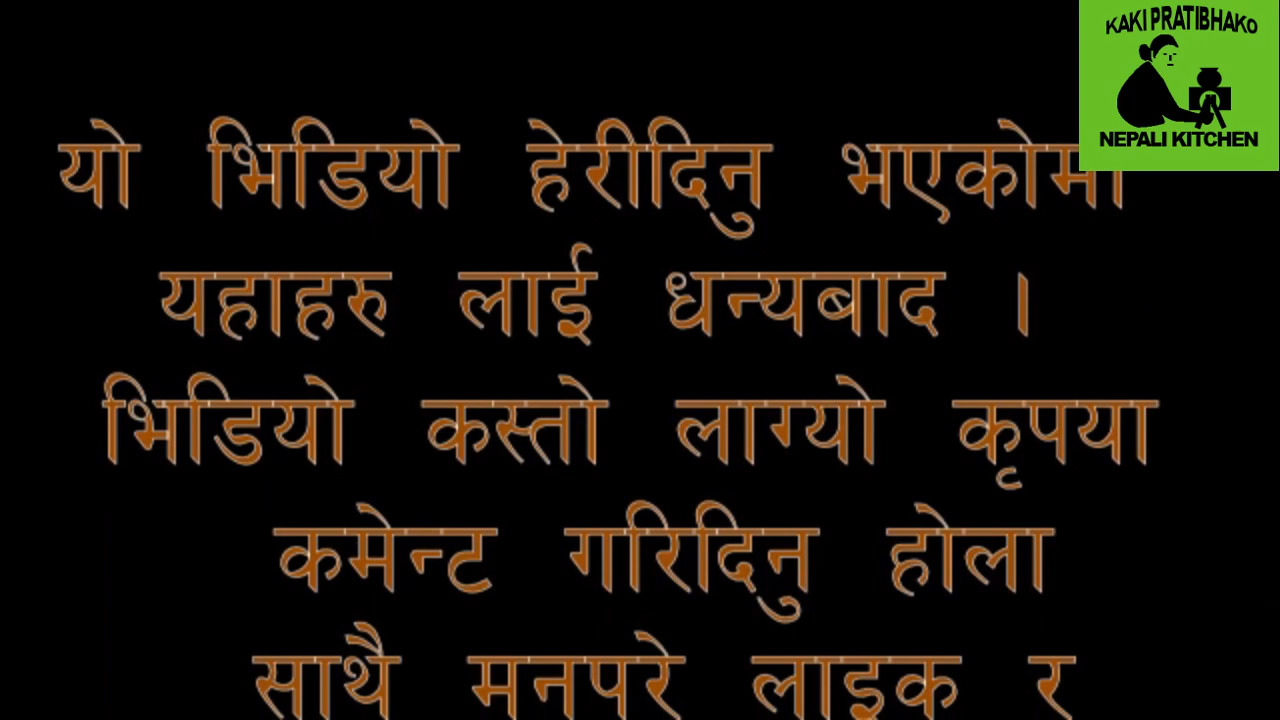 KAKI PRATIBHAKO
NEPALI KITCHEN
यो भिडियो हेरीदिनु भएकोमा
यहाहरु लाई धन्यबाद ।
भिडियो कस्तो लाग्यो कृपया
कमेन्ट गरिदिनु होला
साथै मनपरे लाइक र